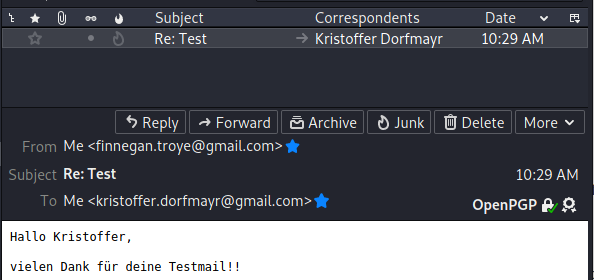 Subject Correspondents Date
Re: Test Kristoffer Dorfmayr 10:29 AM
Reply Forward Archive Junk Delete More
From Me <finnegan.troye@gmail.com>
Subject Re: Test 10:29 AM
To Me <kristoffer.dorfmayr@gmail.com> OpenPGP
Hallo Kristoffer,
vielen Dank für deine Testmail!!